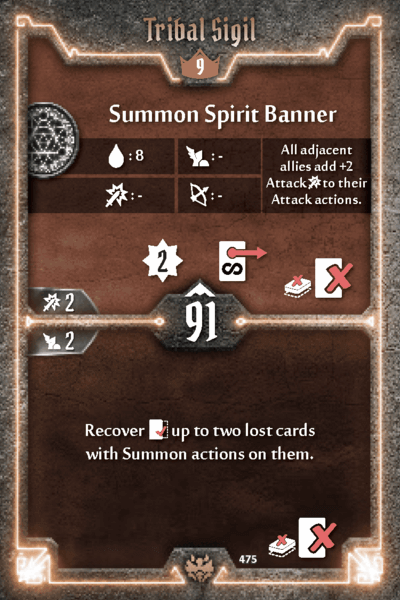 Tribal Sigil
9
Summon Spirit Banner
: 8
: -
All adjacent
allies add +2
Attack to their
Attack actions.
: -
: -
2
2
91
2
Recover up to two lost cards
with Summon actions on them.
475